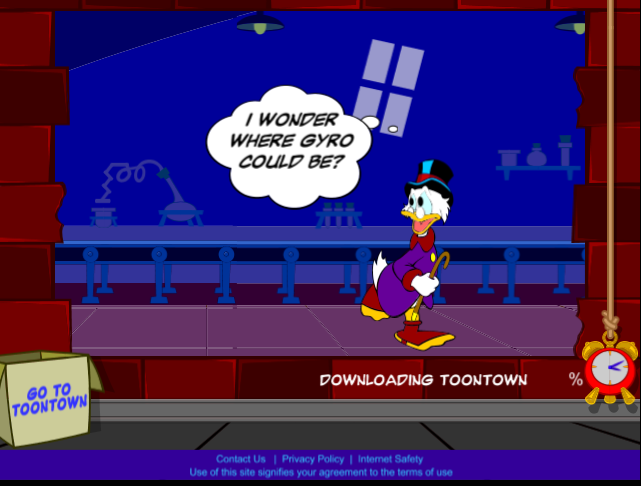 I WONDER
WHERE GYRO
COULD BE?
GO TO
TOONTOWN
DOWNLOADING TOONTOWN %
Contact Us | Privacy Policy | Internet Safety
Use of this site signifies your agreement to the terms of use